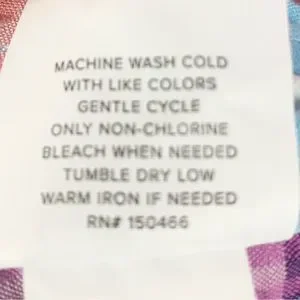 MACHINE WASH COLD
WITH LIKE COLORS
GENTLE CYCLE
ONLY NON-CHLORINE
BLEACH WHEN NEEDED
TUMBLE DRY LOW
WARM IRON IF NEEDED
RN# 150466